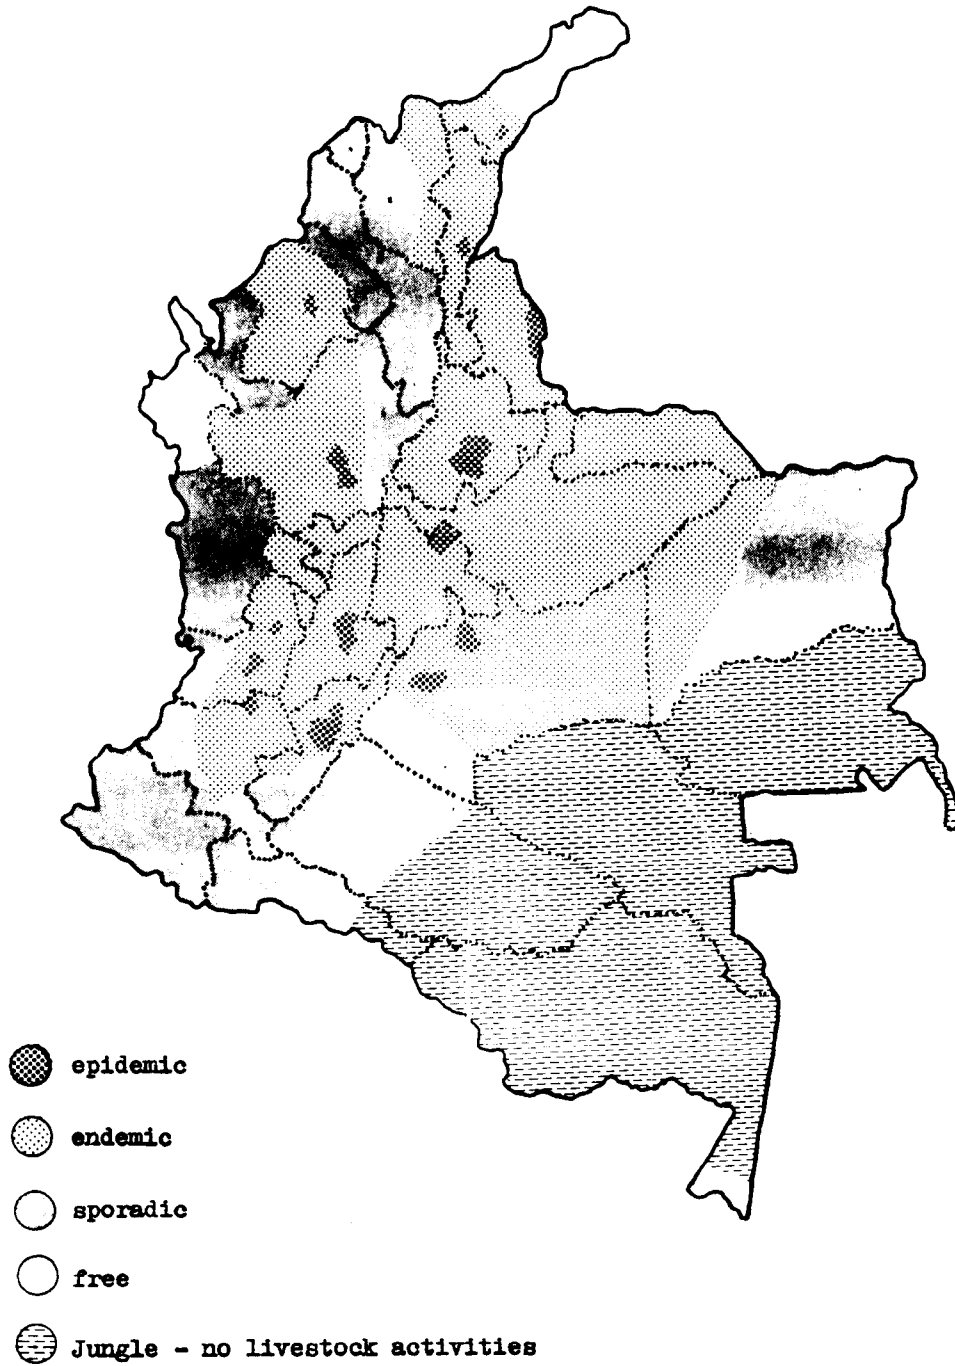 epidemic
endemic
sporadic
free
Jungle - no livestock activities